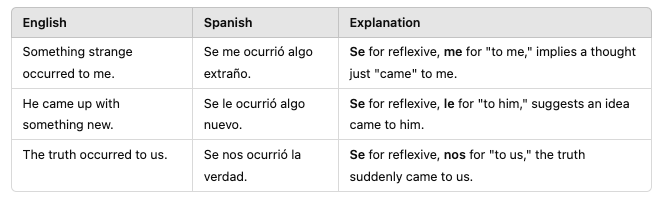 English Spanish Explanation
Something strange occurred to me. Se me ocurrió algo extraño. Se for reflexive, me for "to me," implies a thought just "came" to me.
He came up with something new. Se le ocurrió algo nuevo. Se for reflexive, le for "to him," suggests an idea came to him.
The truth occurred to us. Se nos ocurrió la verdad. Se for reflexive, nos for "to us," the truth suddenly came to us.